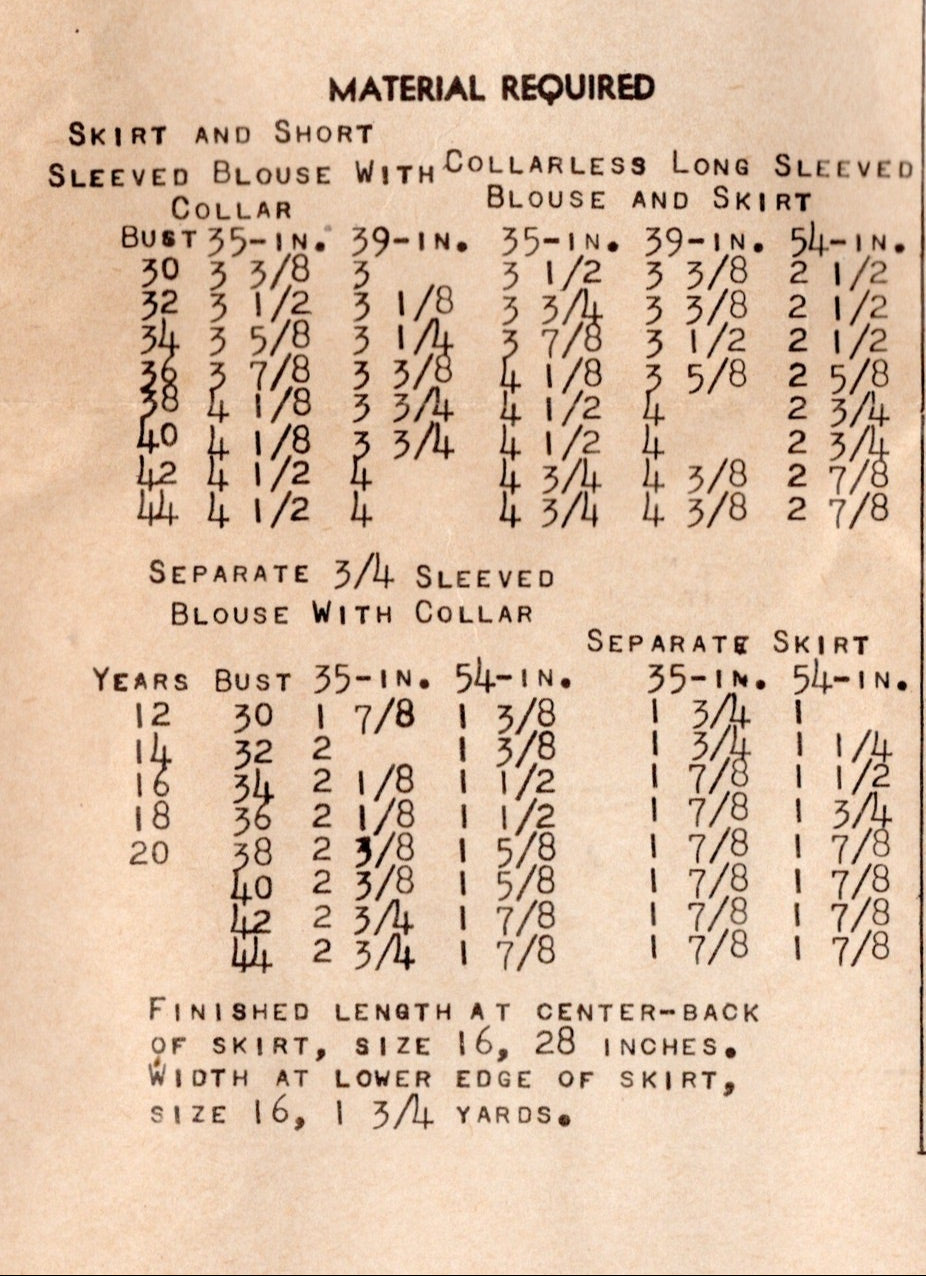 MATERIAL REQUIRED
SKIRT AND SHORT
SLEEVED BLOUSE WITH COLLARLESS LONG SLEEVED
COLLAR BLOUSE AND SKIRT
BUST 35-IN. 39-IN. 35-IN. 39-IN. 54-IN.
30 3 3/8 3 3 1/2 3 3/8 2 1/2
32 3 1/2 3 1/8 3 3/4 3 3/8 2 1/2
34 3 5/8 3 1/4 3 7/8 3 1/2 2 1/2
36 3 7/8 3 3/8 4 1/8 3 5/8 2 5/8
38 4 1/8 3 3/4 4 1/2 4 2 3/4
40 4 1/8 3 3/4 4 1/2 4 2 3/4
42 4 1/2 4 4 3/4 4 3/8 2 7/8
44 4 1/2 4 4 3/4 4 3/8 2 7/8
SEPARATE 3/4 SLEEVED
BLOUSE WITH COLLAR
SEPARATE SKIRT
YEARS BUST 35-IN. 54-IN. 35-IN. 54-IN.
12 30 1 7/8 1 3/8 1 3/4 1
14 32 2 1 3/8 1 3/4 1 1/4
16 34 2 1/8 1 1/2 1 7/8 1 1/2
18 36 2 1/8 1 1/2 1 7/8 1 3/4
20 38 2 3/8 1 5/8 1 7/8 1 7/8
40 2 3/8 1 5/8 1 7/8 1 7/8
42 2 3/4 1 7/8 1 7/8 1 7/8
44 2 3/4 1 7/8 1 7/8 1 7/8
FINISHED LENGTH AT CENTER-BACK
OF SKIRT, SIZE 16, 28 INCHES.
WIDTH AT LOWER EDGE OF SKIRT,
SIZE 16, 1 3/4 YARDS.